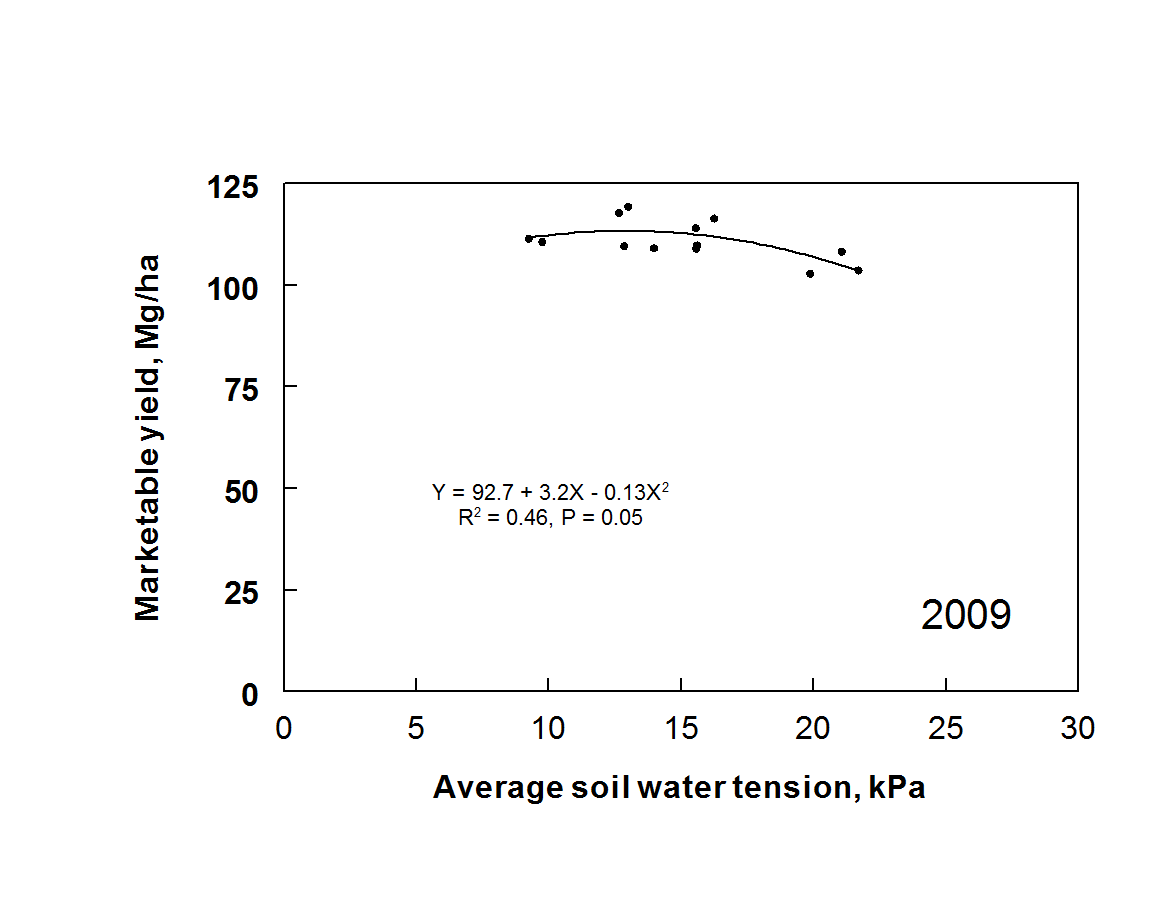 125
100
75
50
25
0
Marketable yield, Mg/ha
Y = 92.7 + 3.2X - 0.13X²
R² = 0.46, P = 0.05
2009
0 5 10 15 20 25 30
Average soil water tension, kPa